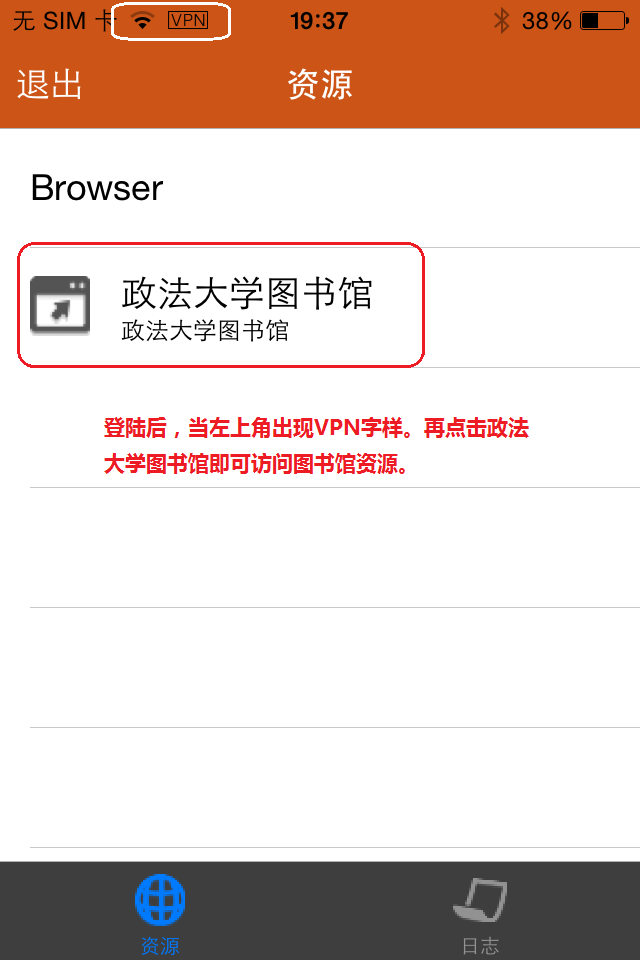 无 SIM 卡 VPN 19:37 38%
退出 资源
Browser
政法大学图书馆
政法大学图书馆
登陆后，当左上角出现VPN字样。再点击政法
大学图书馆即可访问图书馆资源。
资源 日志